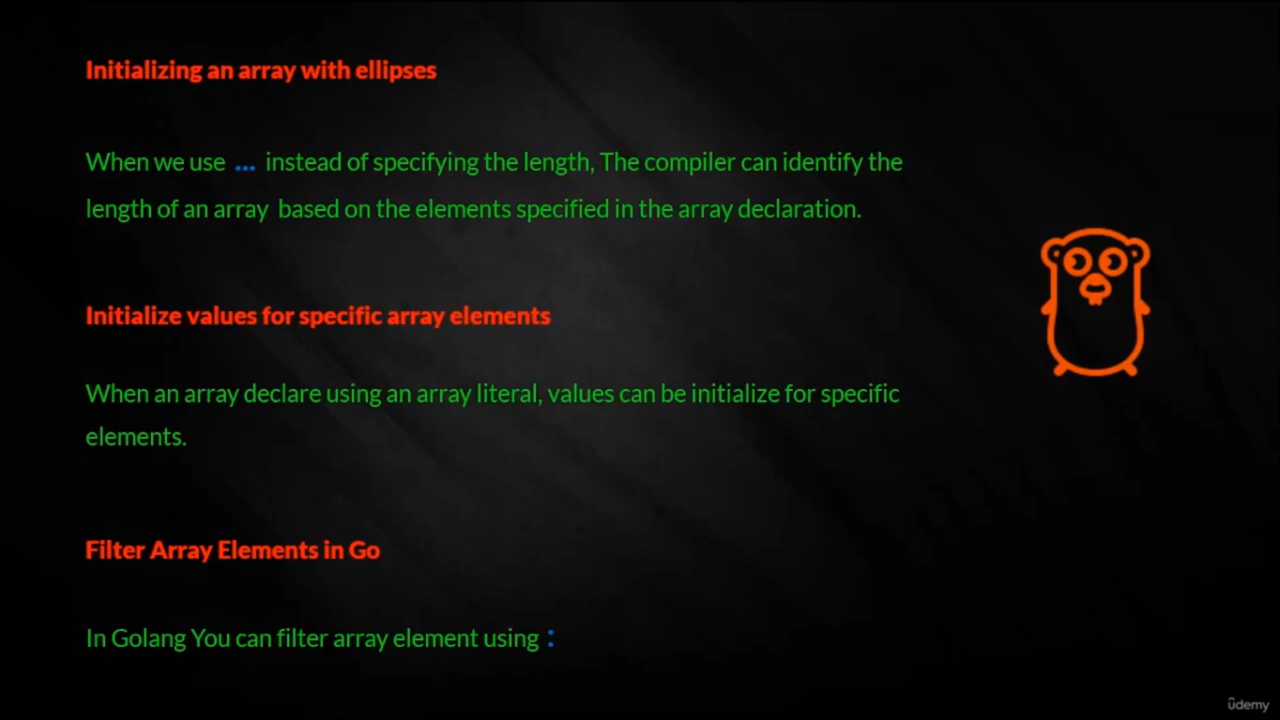 Initializing an array with ellipses
When we use ... instead of specifying the length, The compiler can identify the
length of an array based on the elements specified in the array declaration.
Initialize values for specific array elements
When an array declare using an array literal, values can be initialize for specific
elements.
Filter Array Elements in Go
In Golang You can filter array element using :
ûdemy